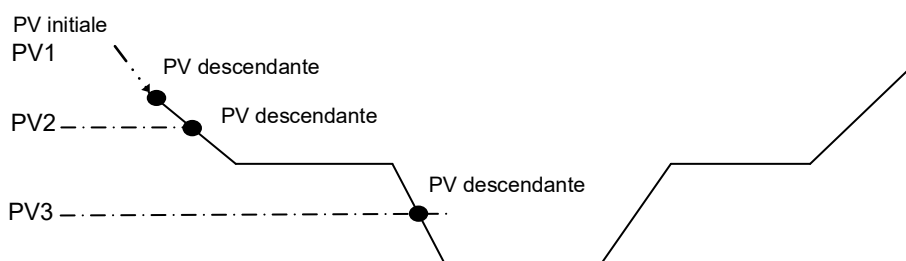 PV initiale
PV1
PV descendante
PV2
PV descendante
PV descendante
PV3